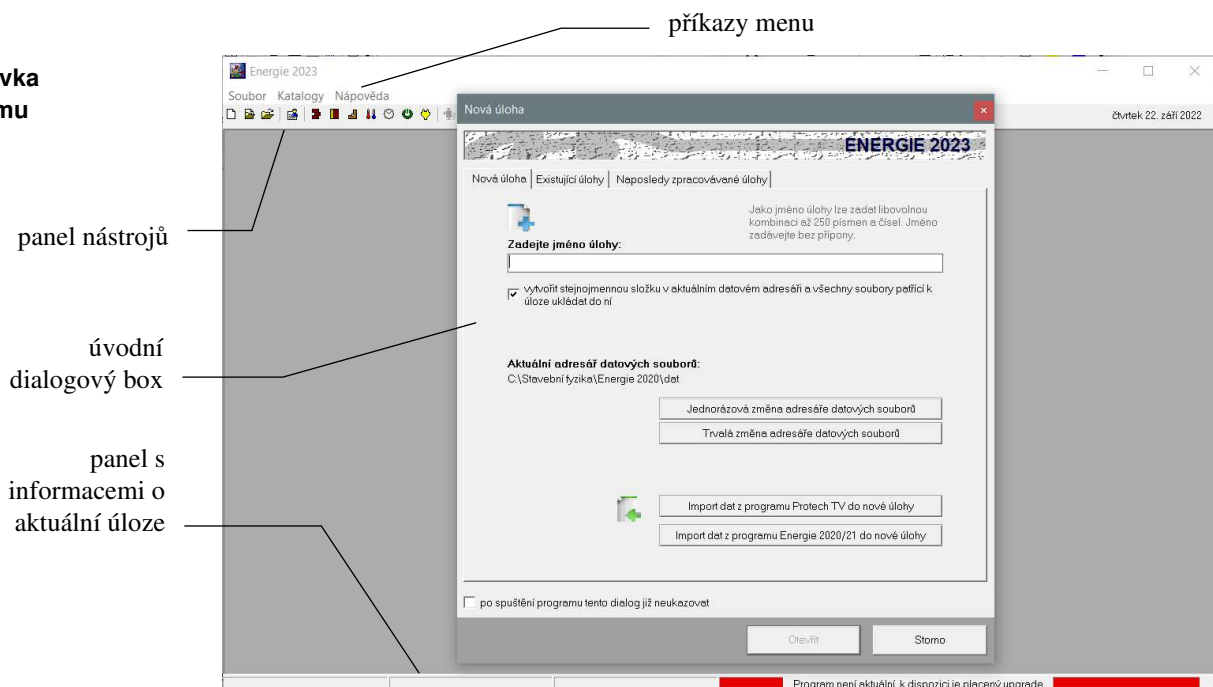 příkazy menu
vka
mu
Energie 2023
Soubor Katalogy Nápověda
čtvrtek 22. září 2022
Nová úloha
ENERGIE 2023
Nová úloha Existující úlohy Naposledy zpracovávané úlohy
Jako jméno úlohy lze zadat libovolnou
kombinaci až 250 písmen a čísel. Jméno
zadávejte bez přípony.
Zadejte jméno úlohy:
vytvořit stejnojmennou složku v aktuálním datovém adresáři a všechny soubory patřící k
úloze ukládat do ní
panel nástrojů
úvodní
dialogový box
Aktuální adresář datových souborů:
C:\Stavební fyzika\Energie 2020\dat
Jednorázová změna adresáře datových souborů
Trvalá změna adresáře datových souborů
panel s
informacemi o
aktuální úloze
Import dat z programu Protech TV do nové úlohy
Import dat z programu Energie 2020/21 do nové úlohy
po spuštění programu tento dialog již neukazovat
Otevřít
Storno
Program není aktuální, k dispozici je placený upgrade.